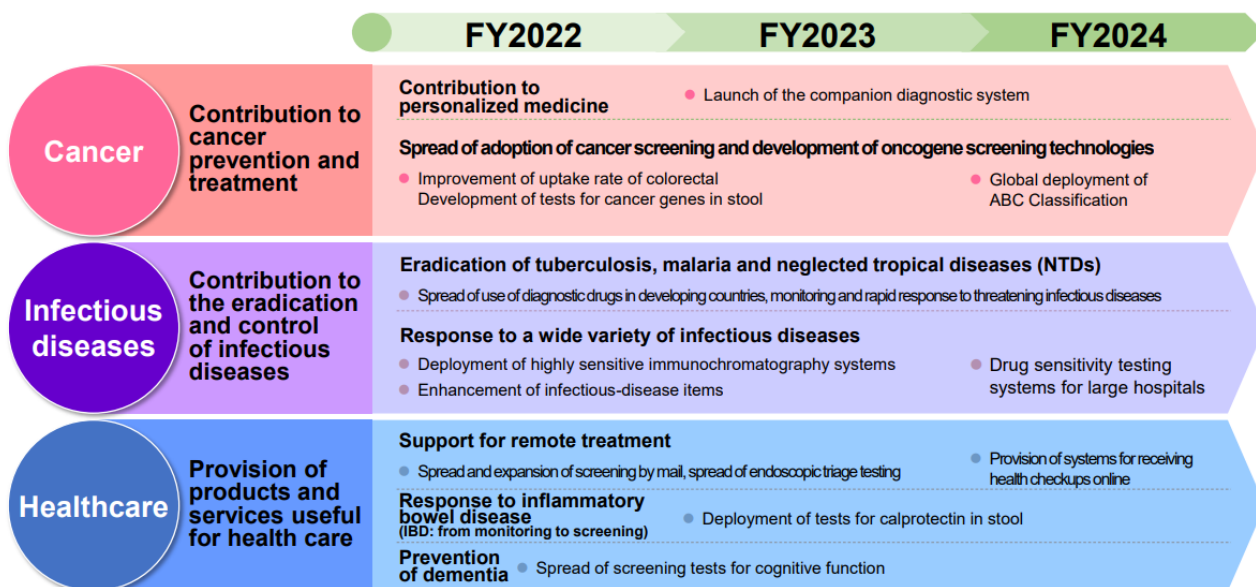 FY2022
FY2023
FY2024
Cancer
Contribution to
cancer
prevention and
treatment
Contribution to
personalized medicine
Launch of the companion diagnostic system
Spread of adoption of cancer screening and development of oncogene screening technologies
Improvement of uptake rate of colorectal
Development of tests for cancer genes in stool
Global deployment of
ABC Classification
Infectious
diseases
Contribution to
the eradication
and control
of infectious
diseases
Eradication of tuberculosis, malaria and neglected tropical diseases (NTDs)
Spread of use of diagnostic drugs in developing countries, monitoring and rapid response to threatening infectious diseases
Response to a wide variety of infectious diseases
Deployment of highly sensitive immunochromatography systems
Enhancement of infectious-disease items
Drug sensitivity testing
systems for large hospitals
Healthcare
Provision of
products and
services useful
for health care
Support for remote treatment
Spread and expansion of screening by mail, spread of endoscopic triage testing
Provision of systems for receiving
health checkups online
Response to inflammatory
bowel disease
(IBD: from monitoring to screening)
Deployment of tests for calprotectin in stool
Prevention
of dementia
Spread of screening tests for cognitive function